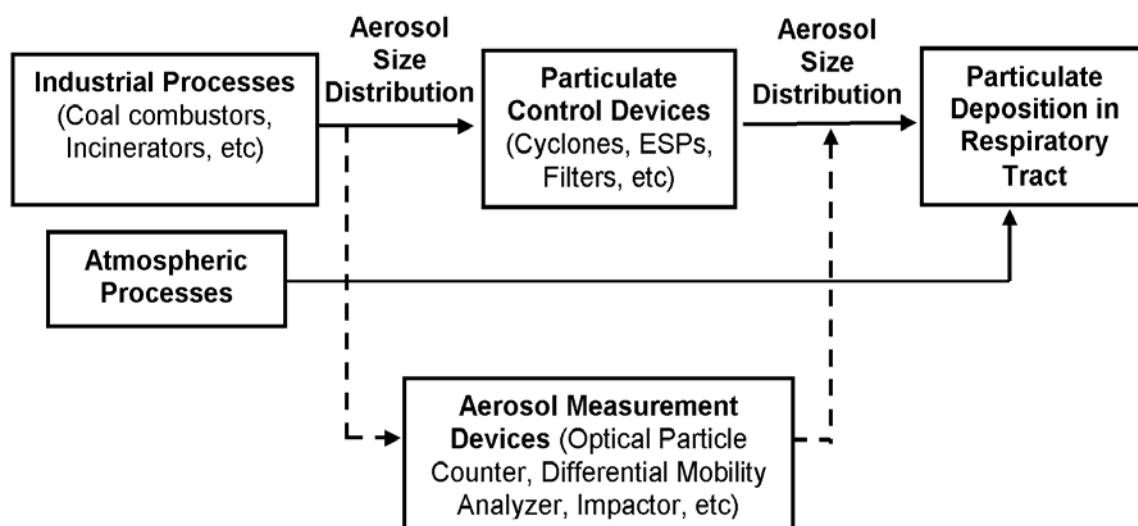 Industrial Processes
(Coal combustors,
Incinerators, etc)
Aerosol
Size
Distribution
Particulate
Control Devices
(Cyclones, ESPs,
Filters, etc)
Aerosol
Size
Distribution
Particulate
Deposition in
Respiratory
Tract
Atmospheric
Processes
Aerosol Measurement
Devices (Optical Particle
Counter, Differential Mobility
Analyzer, Impactor, etc)